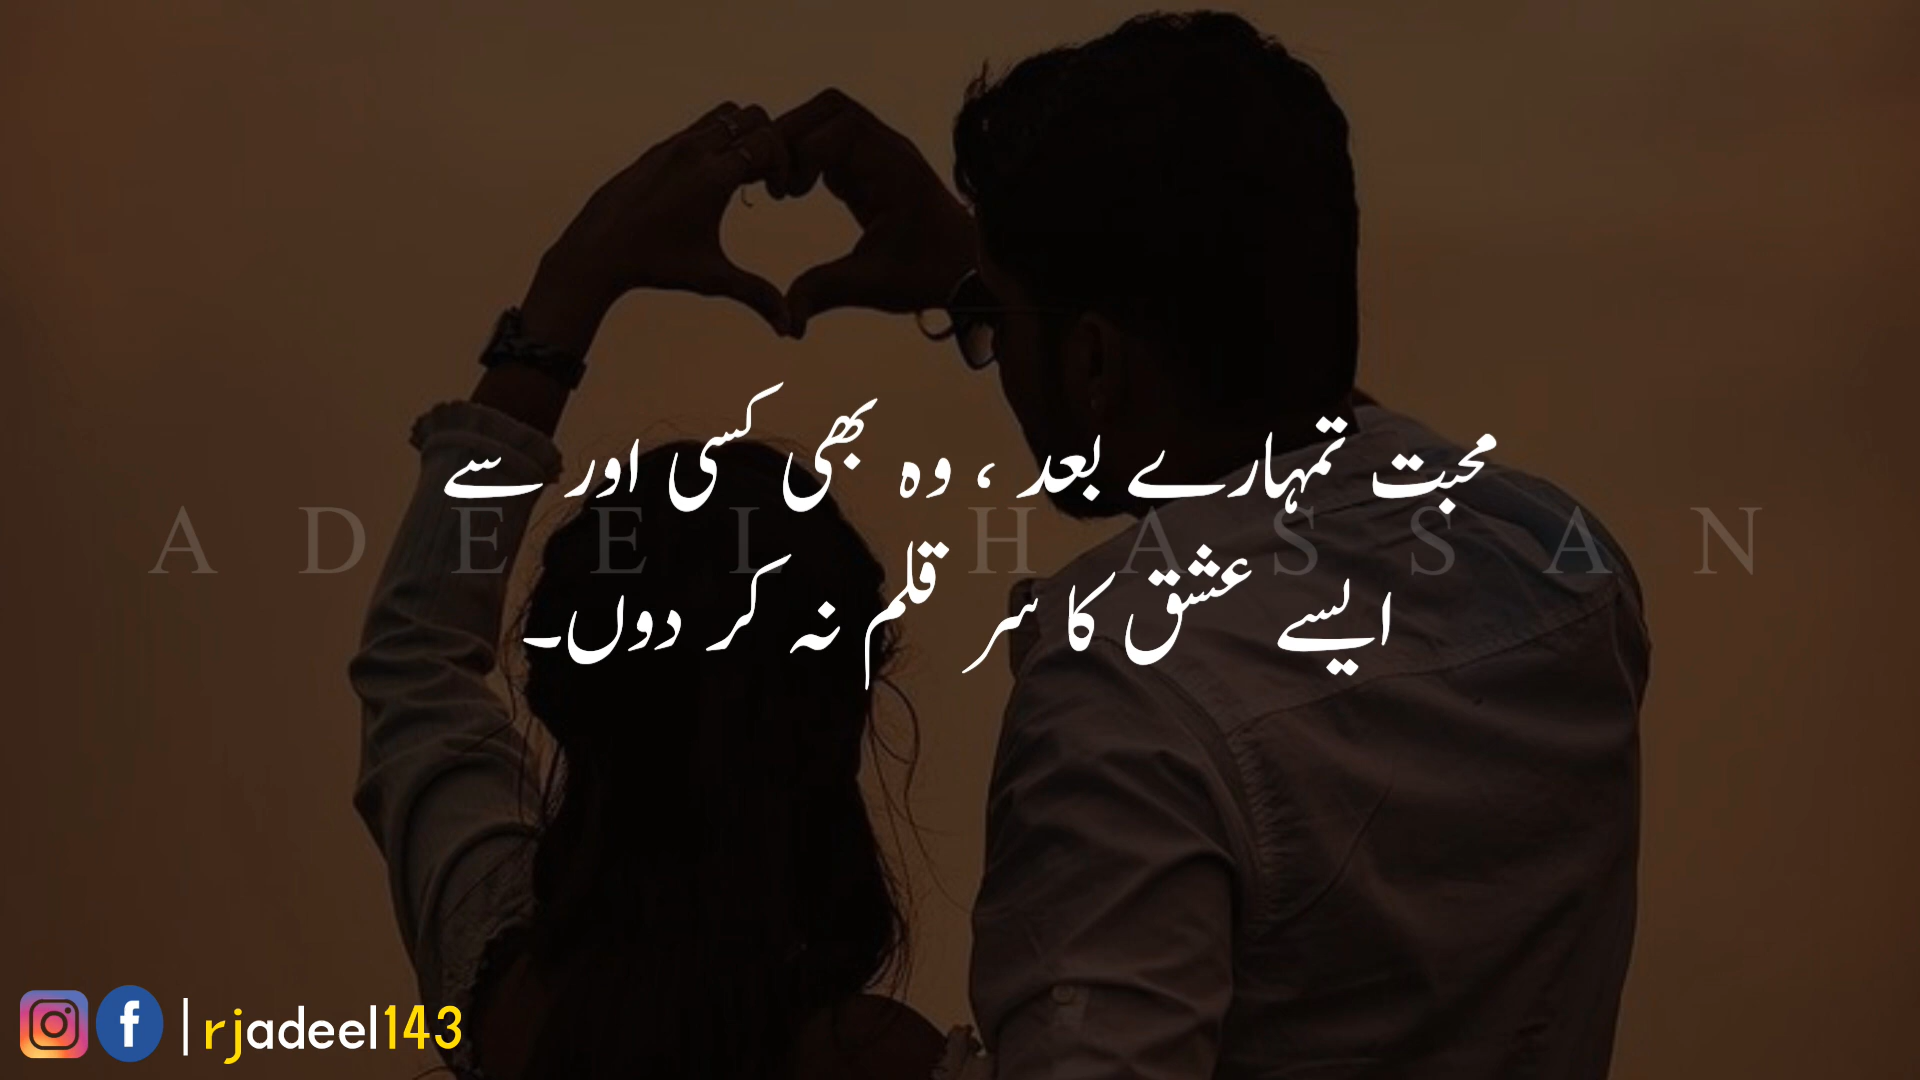 محبت تمہارے بعد ، وہ بھی کسی اور سے
ADEEL HASSAN
ایسے عشق کا سر قلم نہ کر دوں۔
|rjadeel143